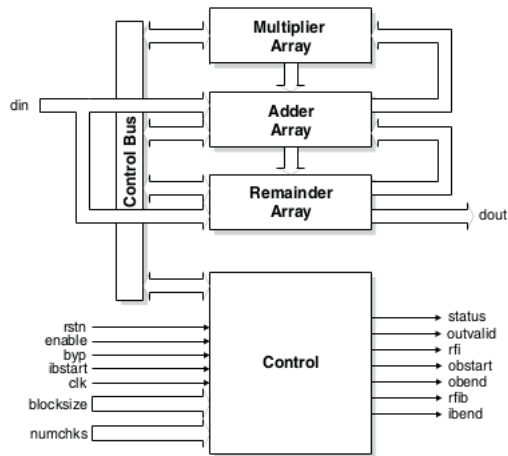 Multiplier
Array
din
Adder
Array
Control Bus
Remainder
Array
dout
rstn
enable
byp
ibstart
clk
blocksize
numchks
Control
status
outvalid
rfi
obstart
obend
rfib
ibend